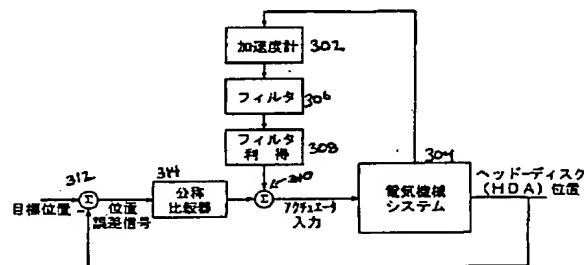 加速度計
302
フィルタ
306
フィルタ
利得
308
310
312
314
304
目標位置
位置
誤差信号
公称
比較器
Σ
Σ
アクチュエータ
入力
電気機械
システム
ヘッド-ディスク
(HDA) 位置